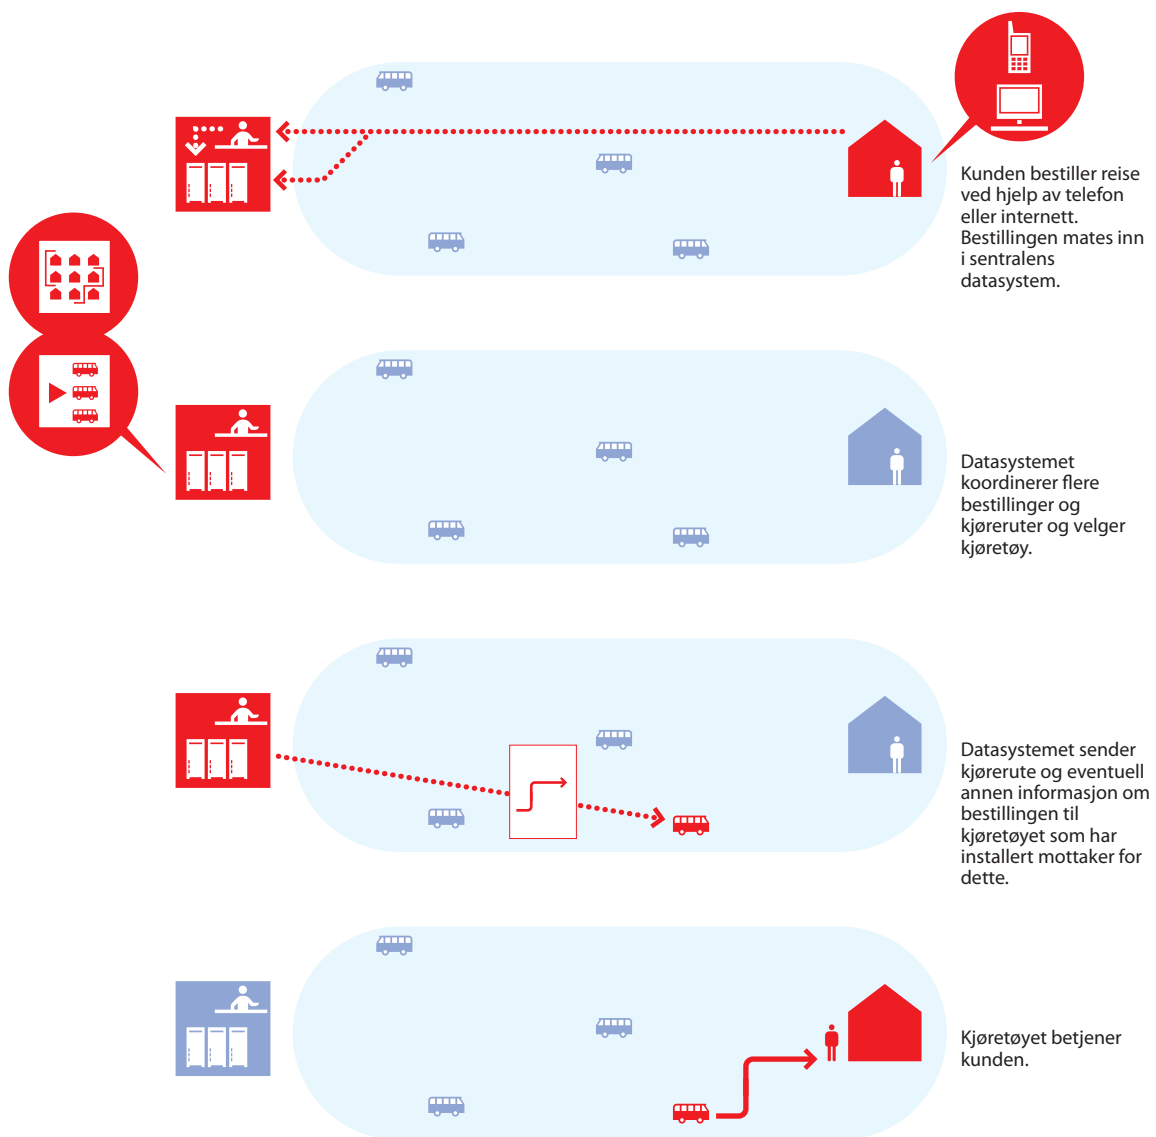 Kunden bestiller reise
ved hjelp av telefon
eller internett.
Bestillingen mates inn
i sentralens
datasystem.
Datasystemet
koordinerer flere
bestillinger og
kjøreruter og velger
kjøretøy.
Datasystemet sender
kjørerute og eventuell
annen informasjon om
bestillingen til
kjøretøyet som har
installert mottaker for
dette.
Kjøretøyet betjener
kunden.